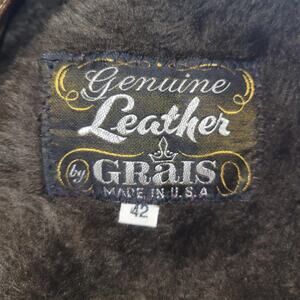 Genuine
Leather
by GRAIS
MADE IN U.S.A
42